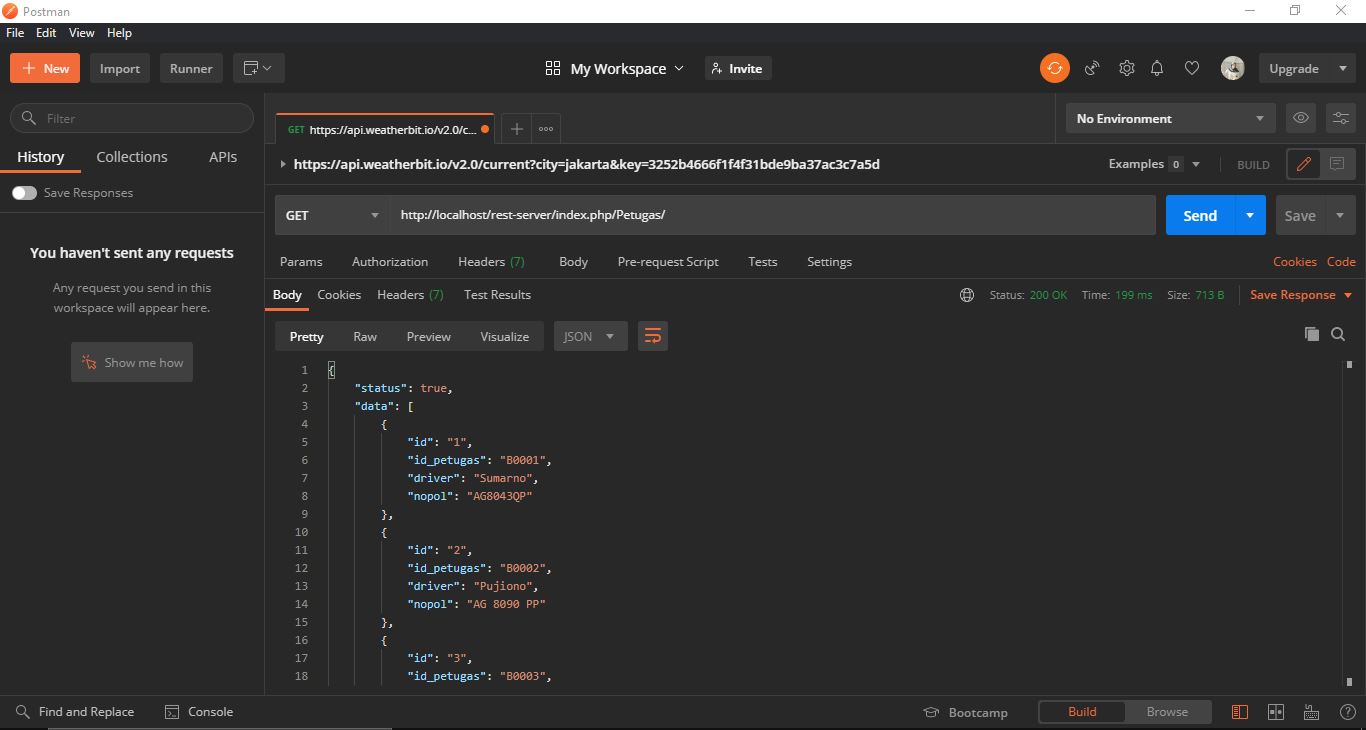 Postman
File Edit View Help
New Import Runner My Workspace Invite Upgrade
Filter
History Collections APIs
Save Responses
You haven't sent any requests
Any request you send in this
workspace will appear here.
Show me how
GET https://api.weatherbit.io/v2.0/c...
No Environment
https://api.weatherbit.io/v2.0/current?city=jakarta&key=3252b4666f1f4f31bde9ba37ac3c7a5d
Examples 0 BUILD
GET http://localhost/rest-server/index.php/Petugas/ Send Save
Params Authorization Headers (7) Body Pre-request Script Tests Settings Cookies Code
Body Cookies Headers (7) Test Results Status: 200 OK Time: 199 ms Size: 713 B Save Response
Pretty Raw Preview Visualize JSON
1 {
2 "status": true,
3 "data": [
4 {
5 "id": "1",
6 "id_petugas": "B0001",
7 "driver": "Sumarno",
8 "nopol": "AG8043QP"
9 },
10 {
11 "id": "2",
12 "id_petugas": "B0002",
13 "driver": "Pujiono",
14 "nopol": "AG 8090 PP"
15 },
16 {
17 "id": "3",
18 "id_petugas": "B0003",
Find and Replace Console Bootcamp Build Browse